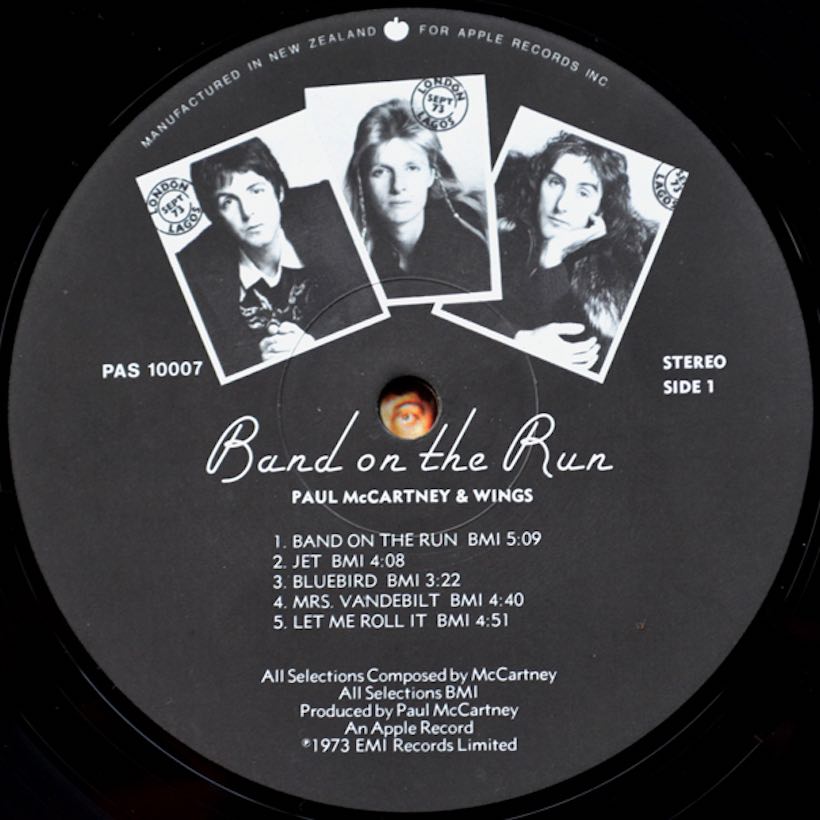 MANUFACTURED IN NEW ZEALAND FOR APPLE RECORDS INC
LONDON
SEPT
73
LAGOS
LONDON
SEPT
73
LAGOS
73
LAGOS
PAS 10007
STEREO
SIDE 1
Band on the Run
PAUL McCARTNEY & WINGS
1. BAND ON THE RUN BMI 5:09
2. JET BMI 4:08
3. BLUEBIRD BMI 3:22
4. MRS. VANDEBILT BMI 4:40
5. LET ME ROLL IT BMI 4:51
All Selections Composed by McCartney
All Selections BMI
Produced by Paul McCartney
An Apple Record
℗1973 EMI Records Limited